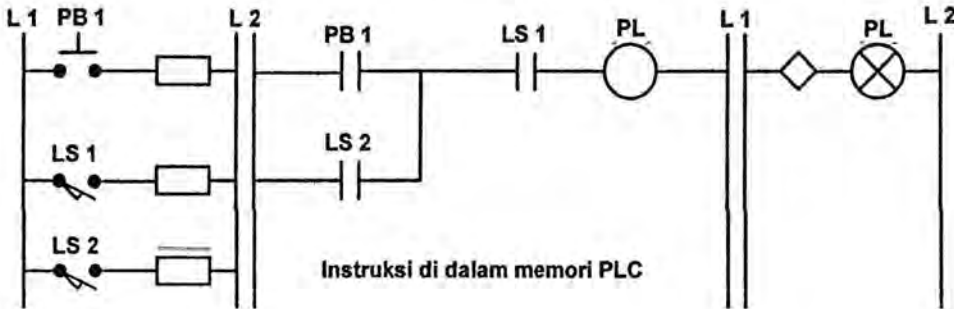 L 1 PB 1 L 2 PB 1 LS 1 PL L 1 PL L 2
LS 1 LS 2
LS 2
Instruksi di dalam memori PLC